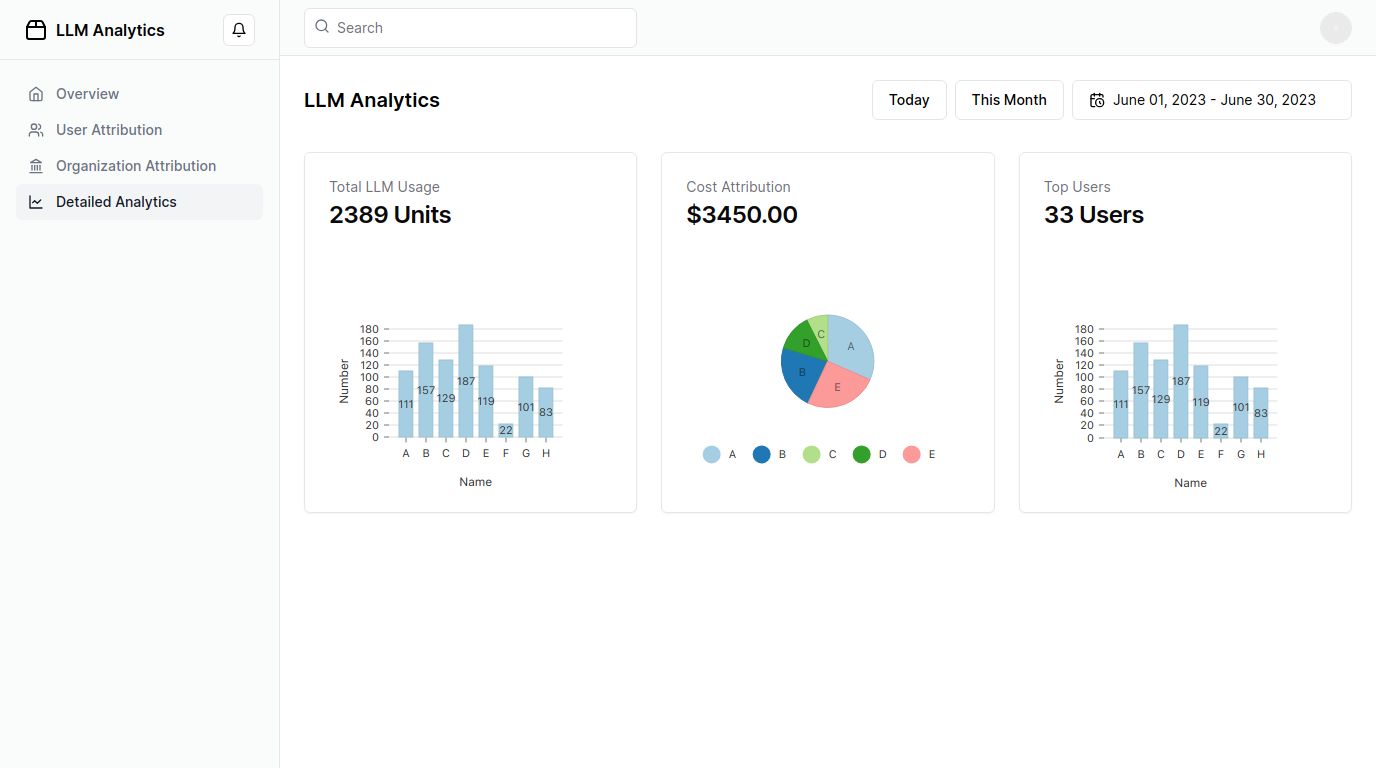 LLM Analytics
Search
Overview
User Attribution
Organization Attribution
Detailed Analytics
LLM Analytics
Today
This Month
June 01, 2023 - June 30, 2023
Total LLM Usage
2389 Units
180
160
140
120
100
80
60
40
20
0
Number
111
157
129
187
119
22
101
83
A B C D E F G H
Name
Cost Attribution
$3450.00
A
B
C
D
E
A B C D E
Top Users
33 Users
180
160
140
120
100
80
60
40
20
0
Number
111
157
129
187
119
22
101
83
A B C D E F G H
Name